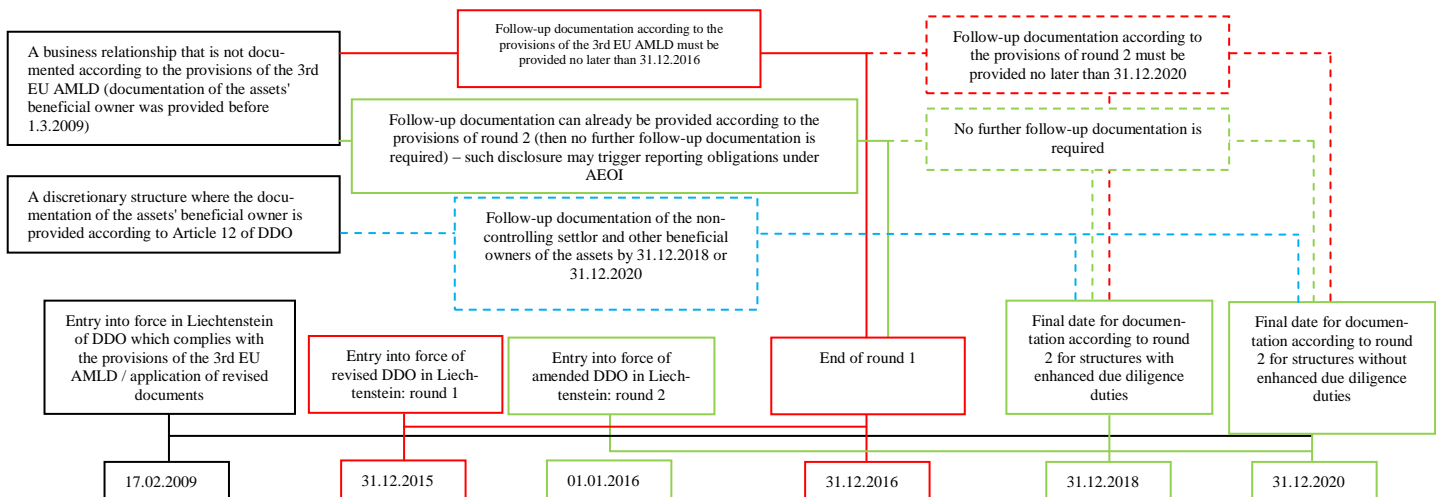 A business relationship that is not docu-
mented according to the provisions of the 3rd
EU AMLD (documentation of the assets'
beneficial owner was provided before
1.3.2009)
Follow-up documentation according to the
provisions of the 3rd EU AMLD must be
provided no later than 31.12.2016
Follow-up documentation according to
the provisions of round 2 must be
provided no later than 31.12.2020
Follow-up documentation can already be provided according to the
provisions of round 2 (then no further follow-up documentation is
required) – such disclosure may trigger reporting obligations under
AEOI
No further follow-up documentation is
required
A discretionary structure where the docu-
mentation of the assets' beneficial owner is
provided according to Article 12 of DDO
Follow-up documentation of the non-
controlling settlor and other beneficial
owners of the assets by 31.12.2018 or
31.12.2020
Entry into force in Liechtenstein
of DDO which complies with
the provisions of the 3rd EU
AMLD / application of revised
documents
Entry into force of
revised DDO in Liech-
tenstein: round 1
Entry into force of
amended DDO in Liech-
tenstein: round 2
End of round 1
Final date for documen-
tation according to round
2 for structures with
enhanced due diligence
duties
Final date for documen-
tation according to round
2 for structures without
enhanced due diligence
duties
17.02.2009
31.12.2015
01.01.2016
31.12.2016
31.12.2018
31.12.2020